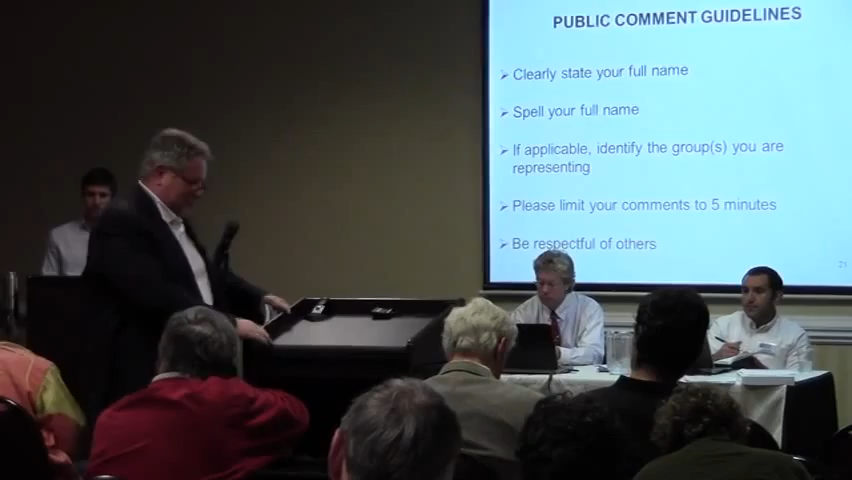 PUBLIC COMMENT GUIDELINES
➢ Clearly state your full name
➢ Spell your full name
➢ If applicable, identify the group(s) you are
representing
➢ Please limit your comments to 5 minutes
➢ Be respectful of others
21